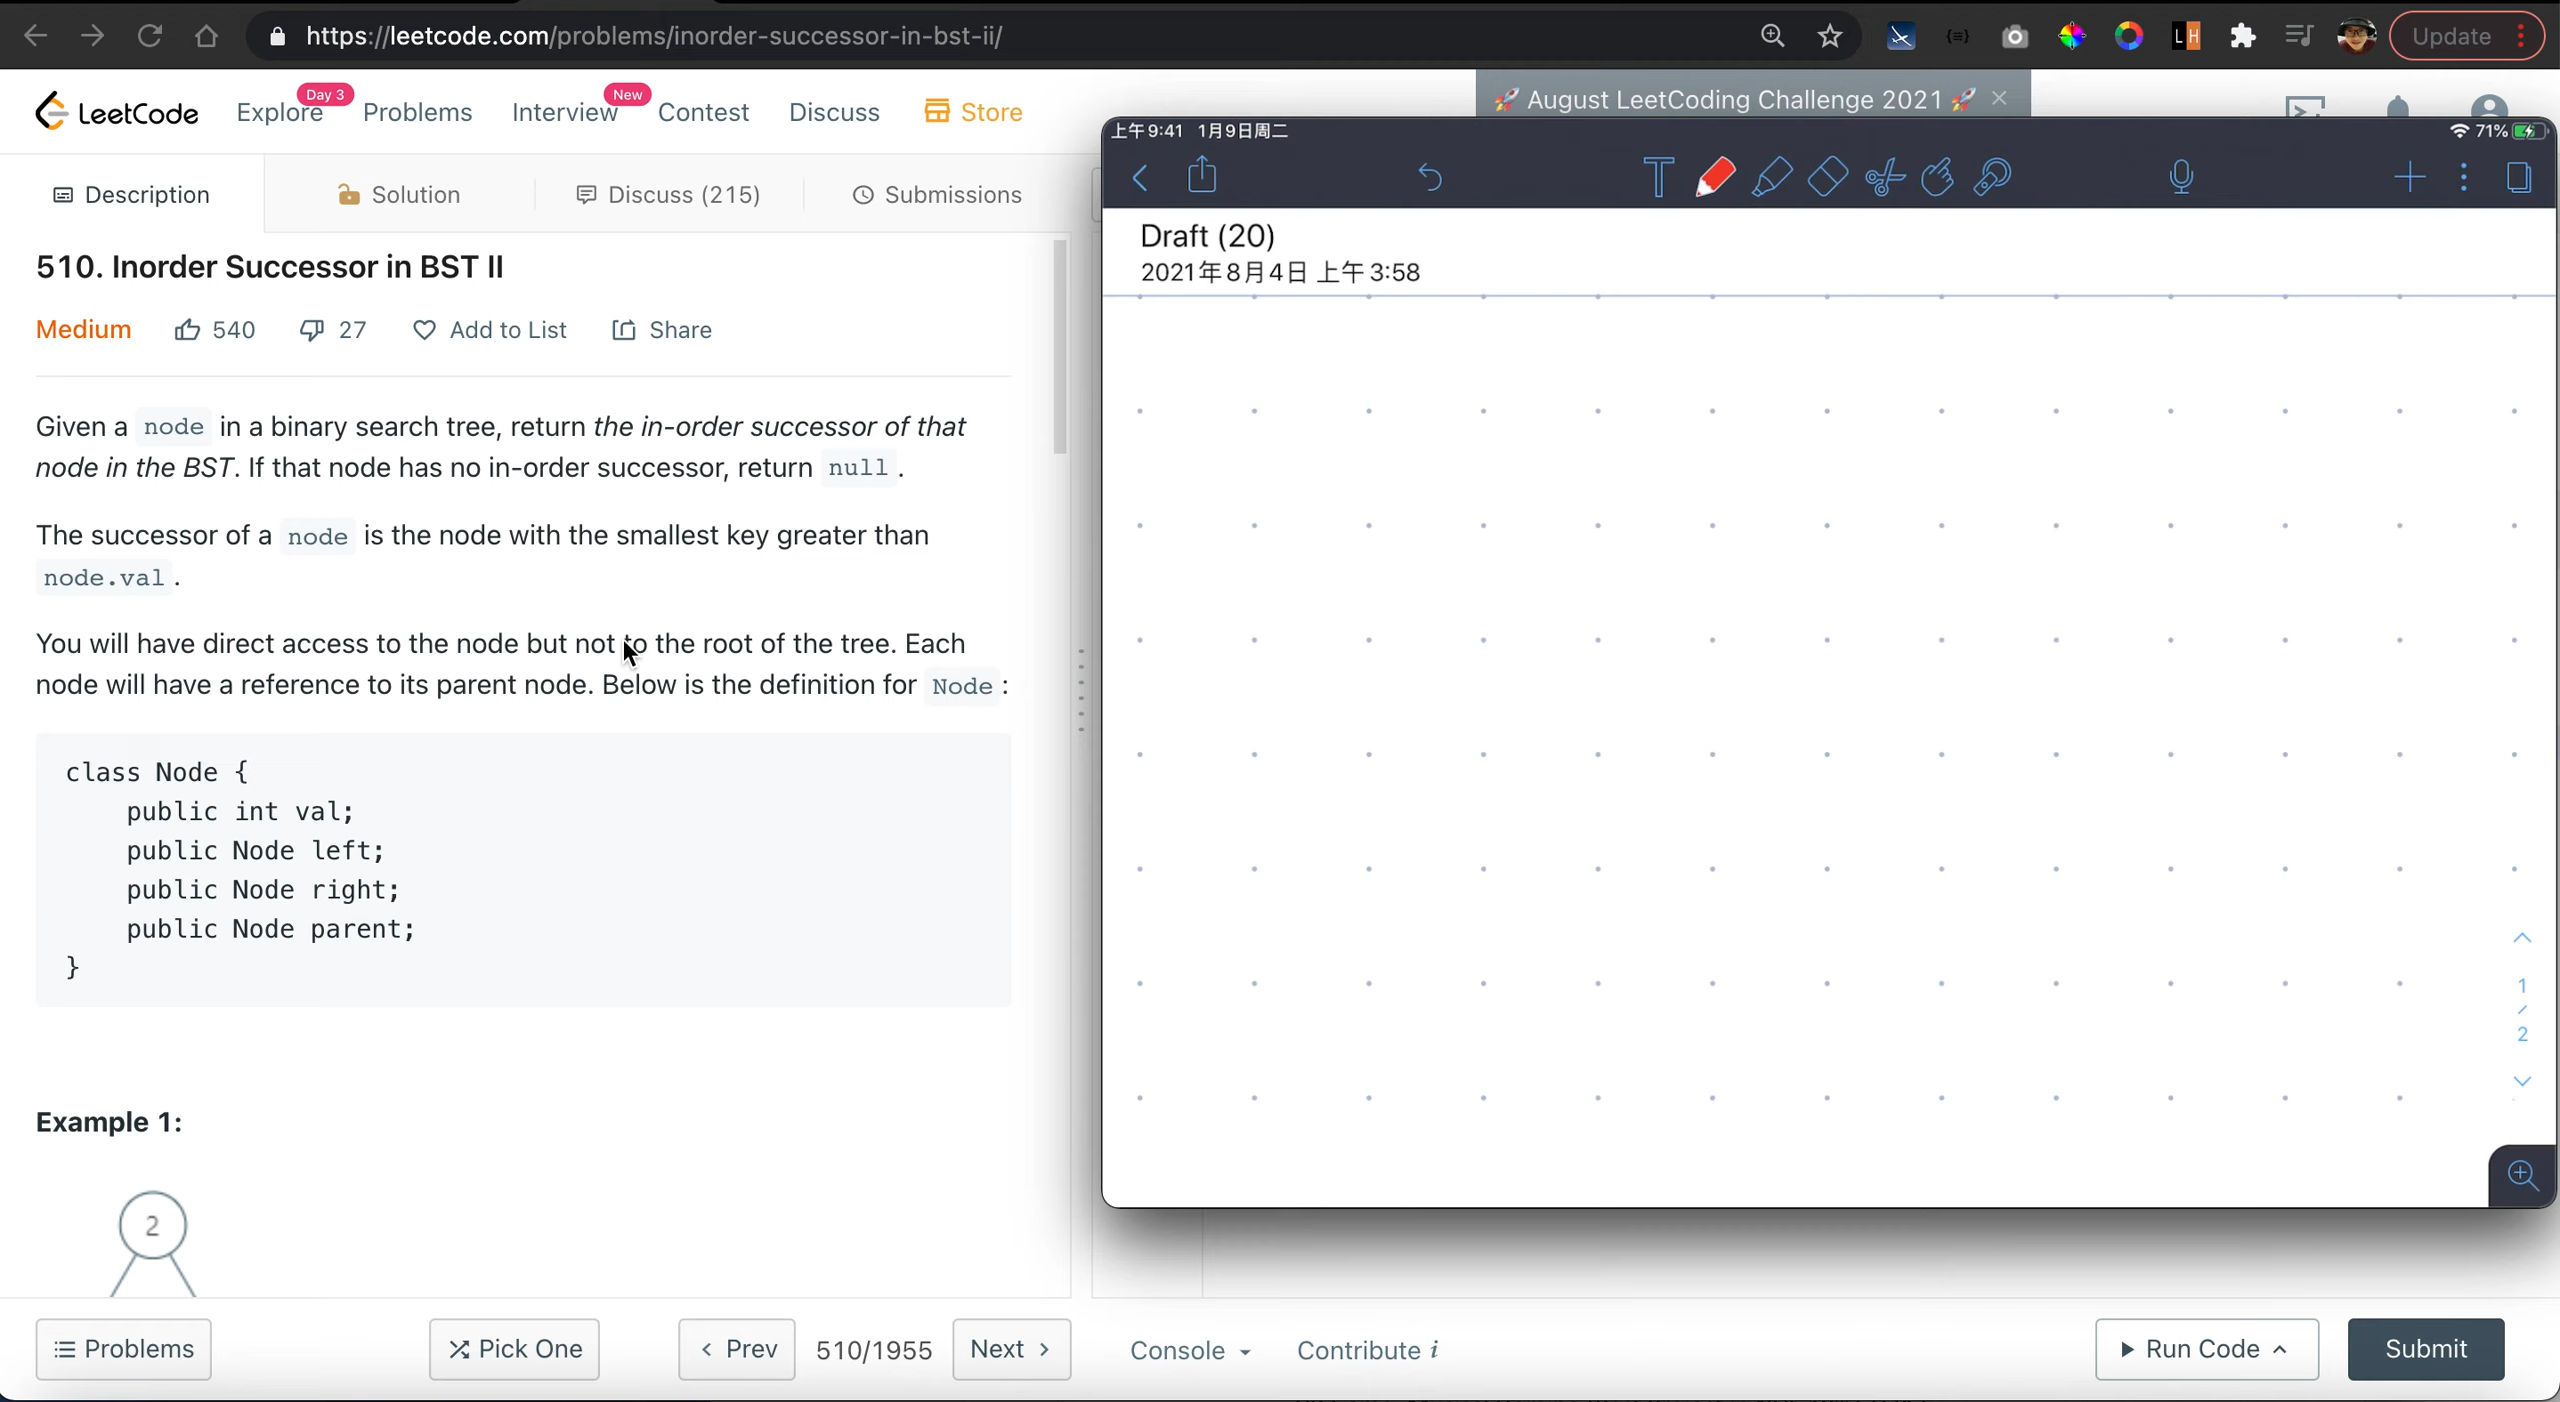 https://leetcode.com/problems/inorder-successor-in-bst-ii/
Update
LeetCode
Explore
Day 3
Problems
Interview
New
Contest
Discuss
Store
🚀 August LeetCoding Challenge 2021 🚀
Description
Solution
Discuss (215)
Submissions
510. Inorder Successor in BST II
Medium
540
27
Add to List
Share
Given a node in a binary search tree, return the in-order successor of that
node in the BST. If that node has no in-order successor, return null.
The successor of a node is the node with the smallest key greater than
node.val.
You will have direct access to the node but not to the root of the tree. Each
node will have a reference to its parent node. Below is the definition for Node:
class Node {
    public int val;
    public Node left;
    public Node right;
    public Node parent;
}
Example 1:
2
Problems
Pick One
Prev
510/1955
Next
上午9:41 1月9日周二
71%
Draft (20)
2021年8月4日 上午3:58
1
/
2
Console
Contribute i
Run Code
Submit
L H